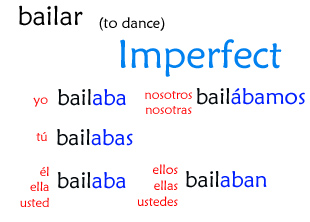 bailar (to dance)
Imperfect
yo bailaba
nosotros
nosotras bailábamos
tú bailabas
él
ella
usted bailaba
ellos
ellas
ustedes bailaban